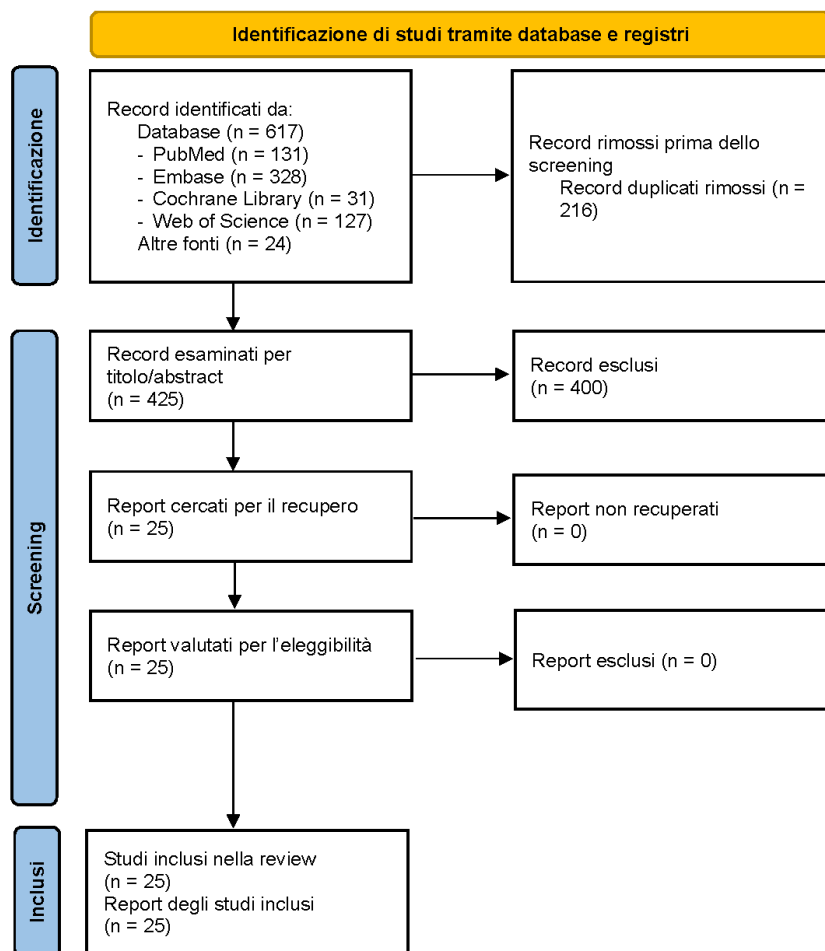 Identificazione di studi tramite database e registri
Identificazione
Record identificati da:
Database (n = 617)
- PubMed (n = 131)
- Embase (n = 328)
- Cochrane Library (n = 31)
- Web of Science (n = 127)
Altre fonti (n = 24)
Record rimossi prima dello
screening
Record duplicati rimossi (n =
216)
Screening
Record esaminati per
titolo/abstract
(n = 425)
Record esclusi
(n = 400)
Report cercati per il recupero
(n = 25)
Report non recuperati
(n = 0)
Report valutati per l'eleggibilità
(n = 25)
Report esclusi (n = 0)
Inclusi
Studi inclusi nella review
(n = 25)
Report degli studi inclusi
(n = 25)